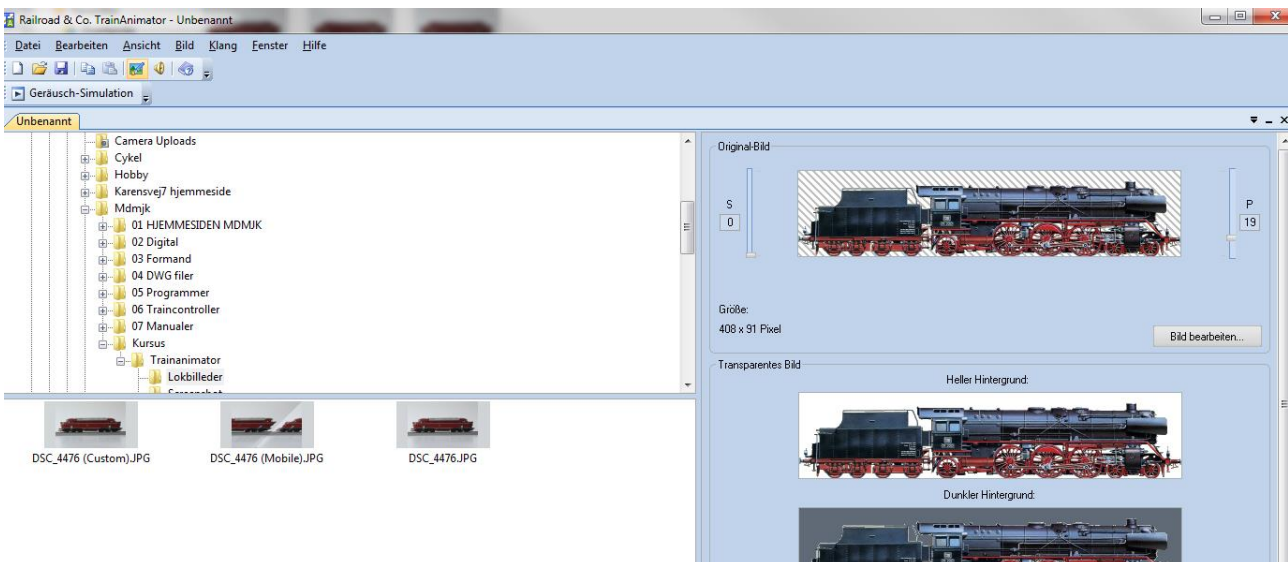 Railroad & Co. TrainAnimator - Unbenannt
Datei Bearbeiten Ansicht Bild Klang Fenster Hilfe
Geräusch-Simulation
Unbenannt
Camera Uploads
Cykel
Hobby
Karensvej7 hjemmeside
Mdmjk
01 HJEMMESIDEN MDMJK
02 Digital
03 Formand
04 DWG filer
05 Programmer
06 Traincontroller
07 Manualer
Kursus
Trainanimator
Lokbilleder
DSC_4476 (Custom).JPG
DSC_4476 (Mobile).JPG
DSC_4476.JPG
Original-Bild
S
0
P
19
Größe:
408 x 91 Pixel
Bild bearbeiten...
Transparentes Bild
Heller Hintergrund:
Dunkler Hintergrund: